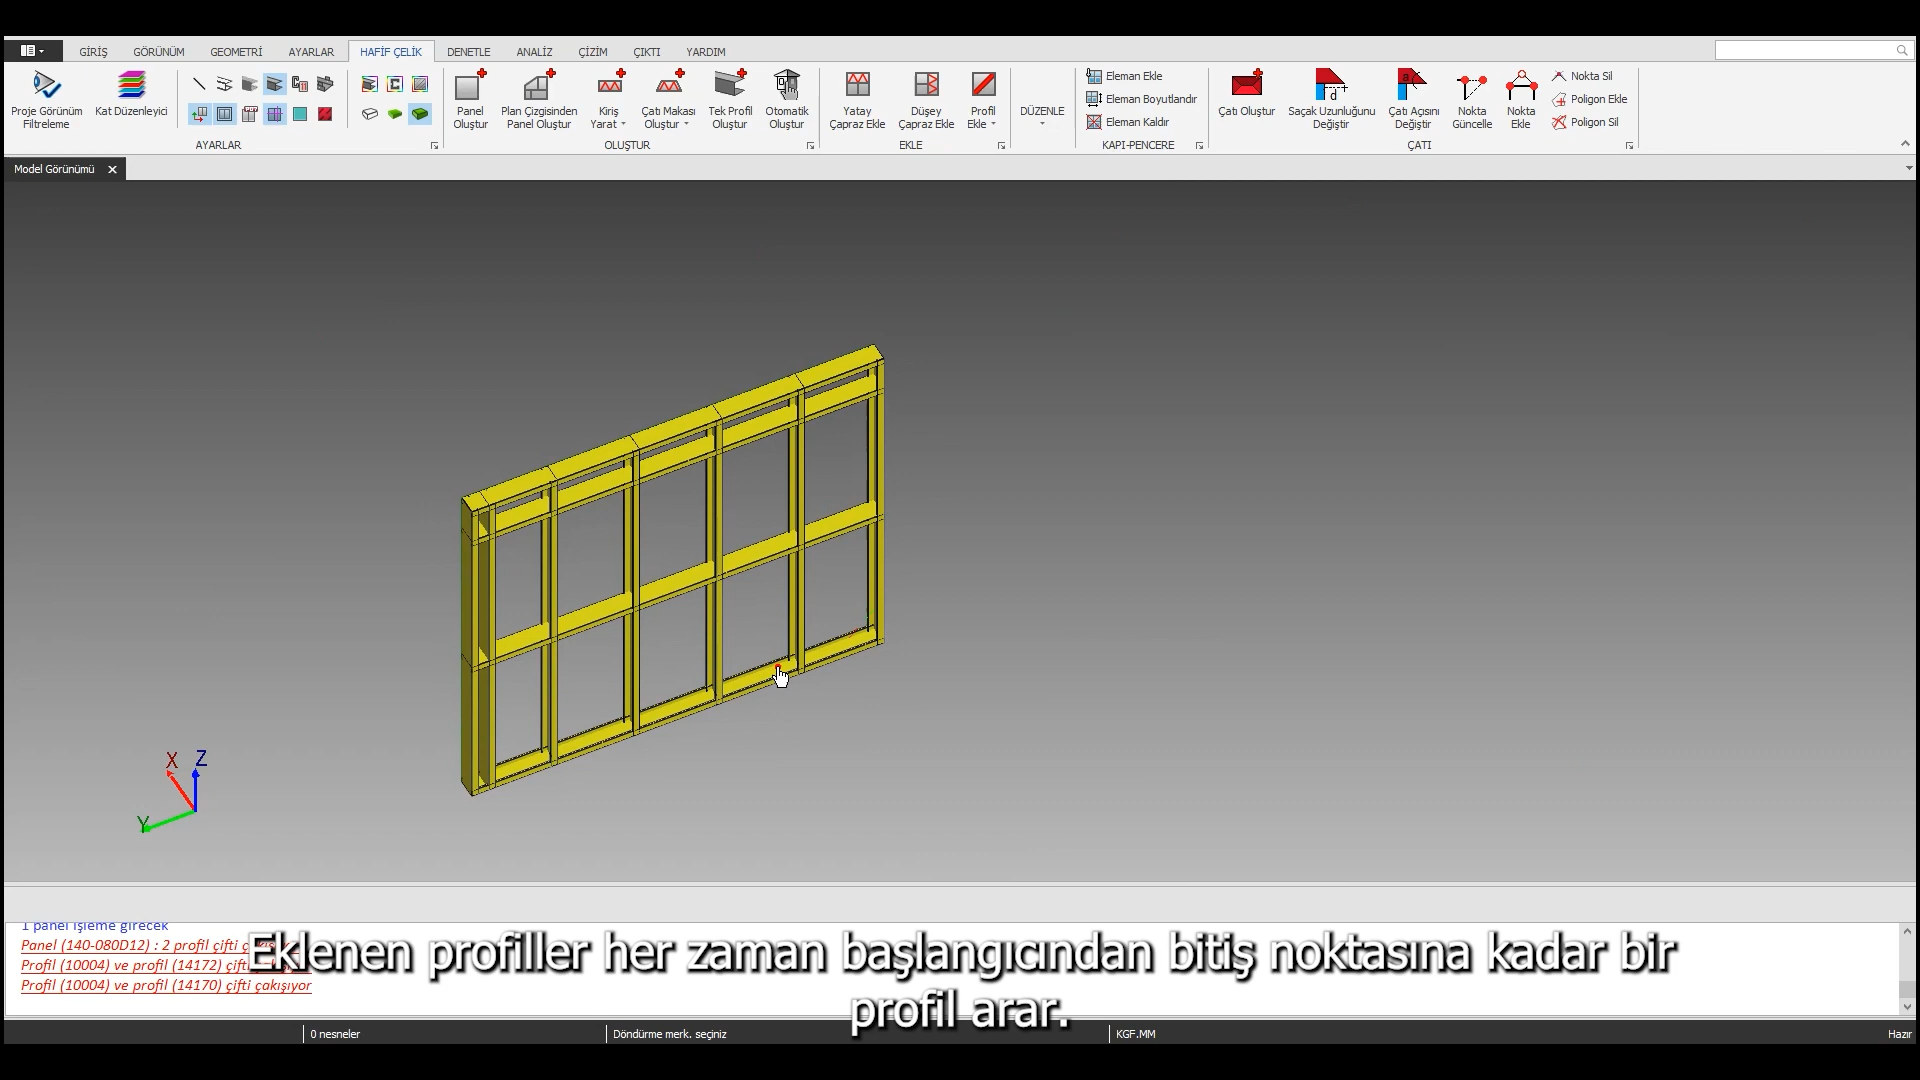 GİRİŞ GÖRÜNÜM GEOMETRİ AYARLAR HAFİF ÇELİK DENETLE ANALİZ ÇİZİM ÇIKTI YARDIM
Proje Görünüm Filtreleme
Kat Düzenleyici
AYARLAR
Panel Oluştur
Plan Çizgisinden Panel Oluştur
Kiriş Yarat
Çatı Makası Oluştur
Tek Profil Oluştur
Otomatik Oluştur
OLUŞTUR
Yatay Çapraz Ekle
Düşey Çapraz Ekle
Profil Ekle
EKLE
DÜZENLE
Eleman Ekle
Eleman Boyutlandır
Eleman Kaldır
KAPI-PENCERE
Çatı Oluştur
d
Saçak Uzunluğunu Değiştir
a
Çatı Açısını Değiştir
Nokta Güncelle
Nokta Ekle
Nokta Sil
Poligon Ekle
Poligon Sil
ÇATI
Model Görünümü
X Z
Y
1 panel işleme girecek
Panel (140-080D12) : 2 profil çifti
Profil (10004) ve profil (14172) çifti
Profil (10004) ve profil (14170) çifti çakışıyor
Eklenen profiller her zaman başlangıcından bitiş noktasına kadar bir
profil arar.
0 nesneler
Döndürme merk. seçiniz
KGF.MM
Hazır